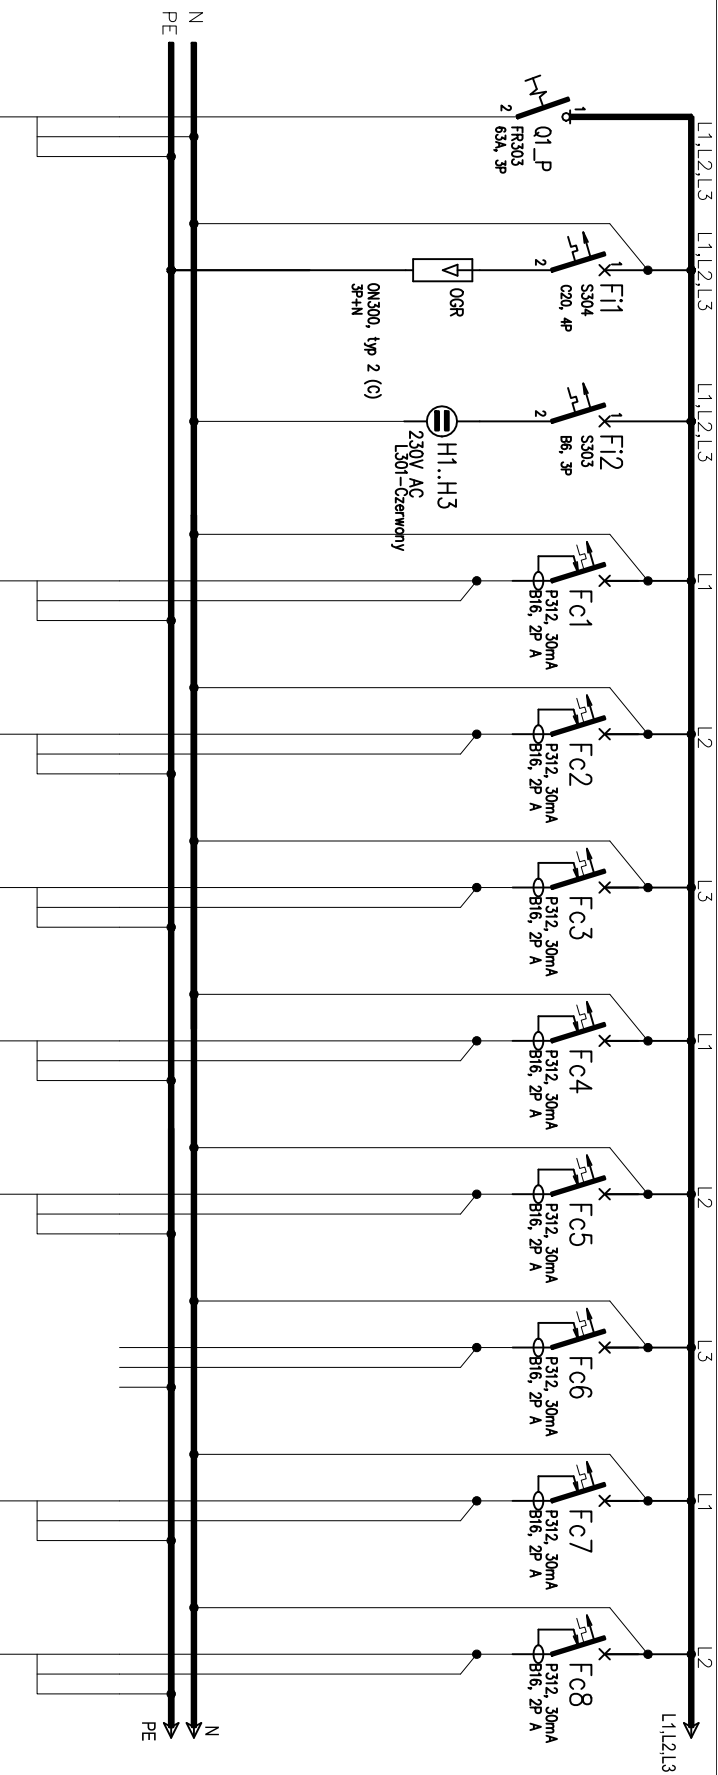 L1,L2,L3
Q1_P
FR303
63A, 3P
1
2
N
PE
L1,L2,L3
Fi1
S304
C20, 4P
1
2
OGR
ON300, typ 2 (C)
3P+N
L1,L2,L3
Fi2
S303
B6, 3P
1
2
H1..H3
230V AC
L301-Czerwony
L1
Fc1
P312, 30mA
B16, 2P A
L2
Fc2
P312, 30mA
B16, 2P A
L3
Fc3
P312, 30mA
B16, 2P A
L1
Fc4
P312, 30mA
B16, 2P A
L2
Fc5
P312, 30mA
B16, 2P A
L3
Fc6
P312, 30mA
B16, 2P A
L1
Fc7
P312, 30mA
B16, 2P A
L2
Fc8
P312, 30mA
B16, 2P A
L1,L2,L3
N
PE